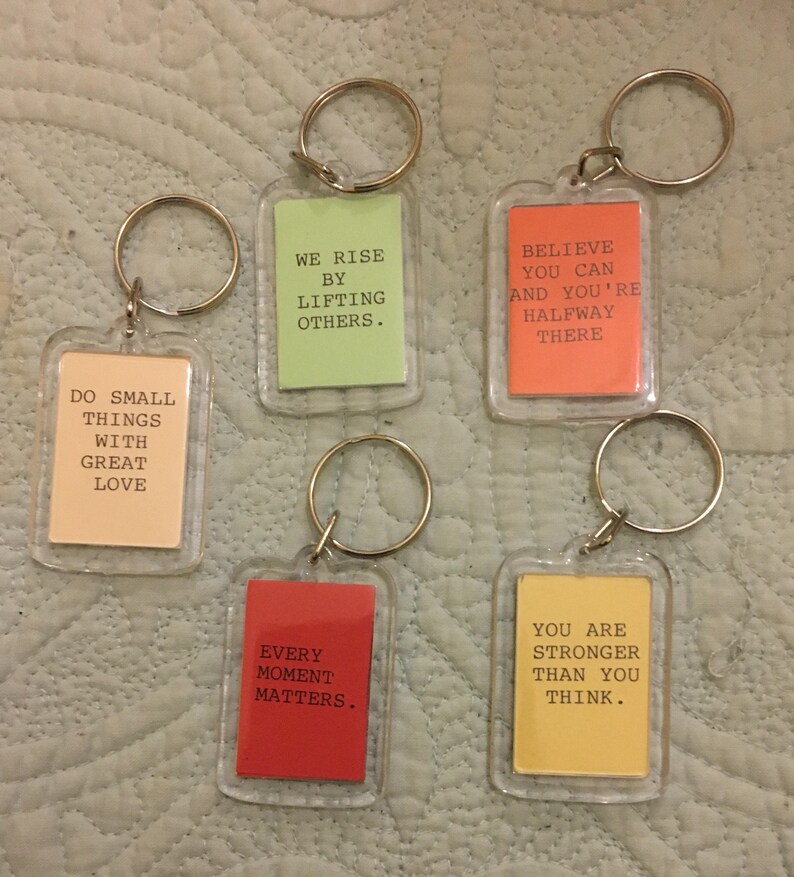 WE RISE
BY
LIFTING
OTHERS.
BELIEVE
YOU CAN
AND YOU'RE
HALFWAY
THERE
DO SMALL
THINGS
WITH
GREAT
LOVE
EVERY
MOMENT
MATTERS.
YOU ARE
STRONGER
THAN YOU
THINK.